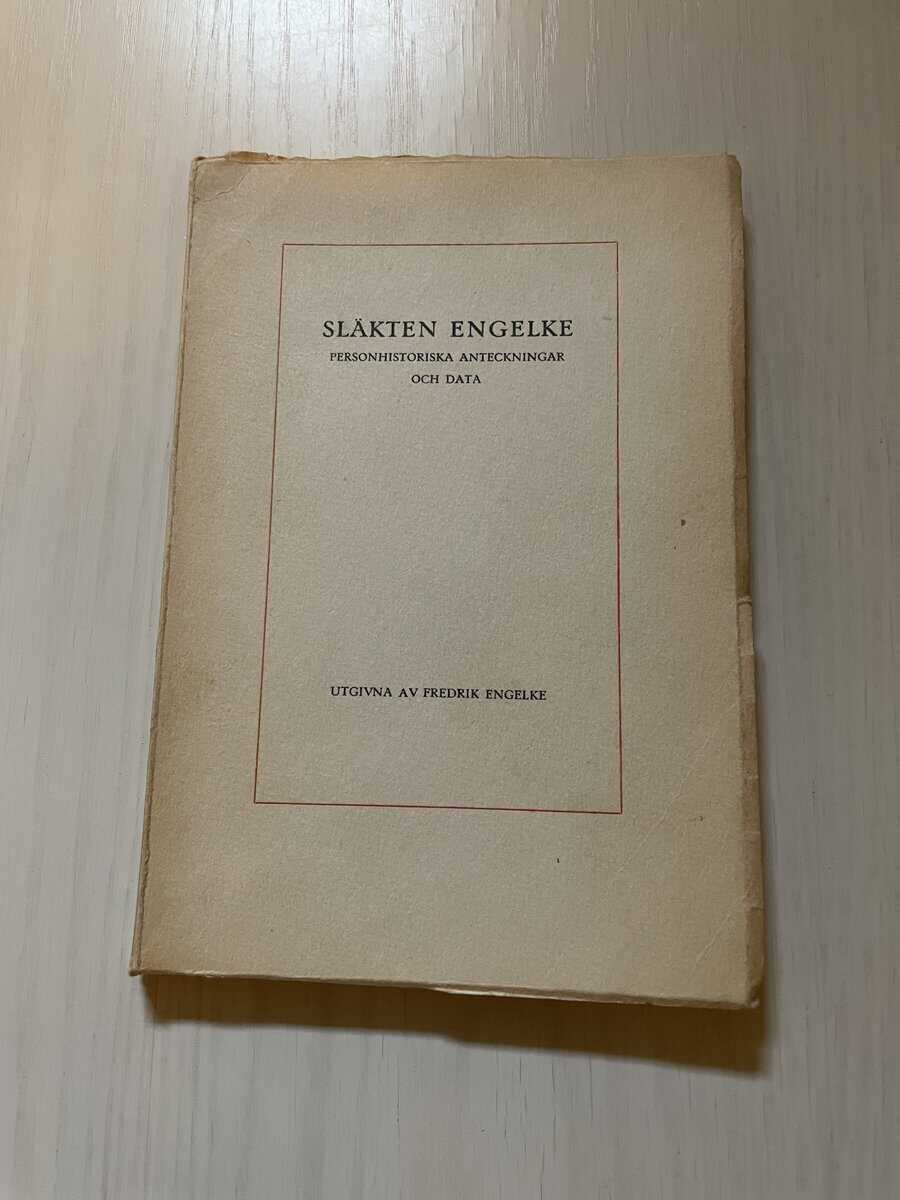 SLÄKTEN ENGELKE
PERSONHISTORISKA ANTECKNINGAR
OCH DATA
UTGIVNA AV FREDRIK ENGELKE